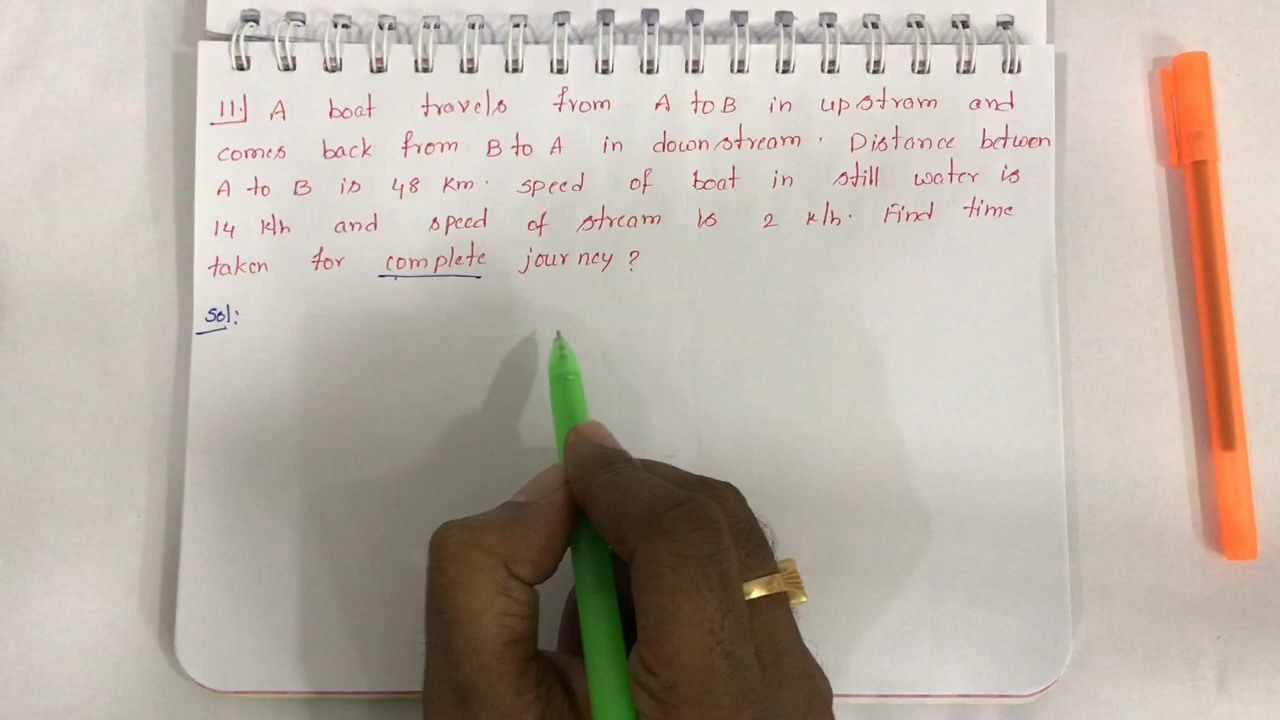 11.) A boat travels from A to B in upstram and
comes back from B to A in downstream. Distance between
A to B is 48 Km. speed of boat in still water is
14 k/h and speed of stream is 2 k/h. Find time
taken for complete journey?
Sol: